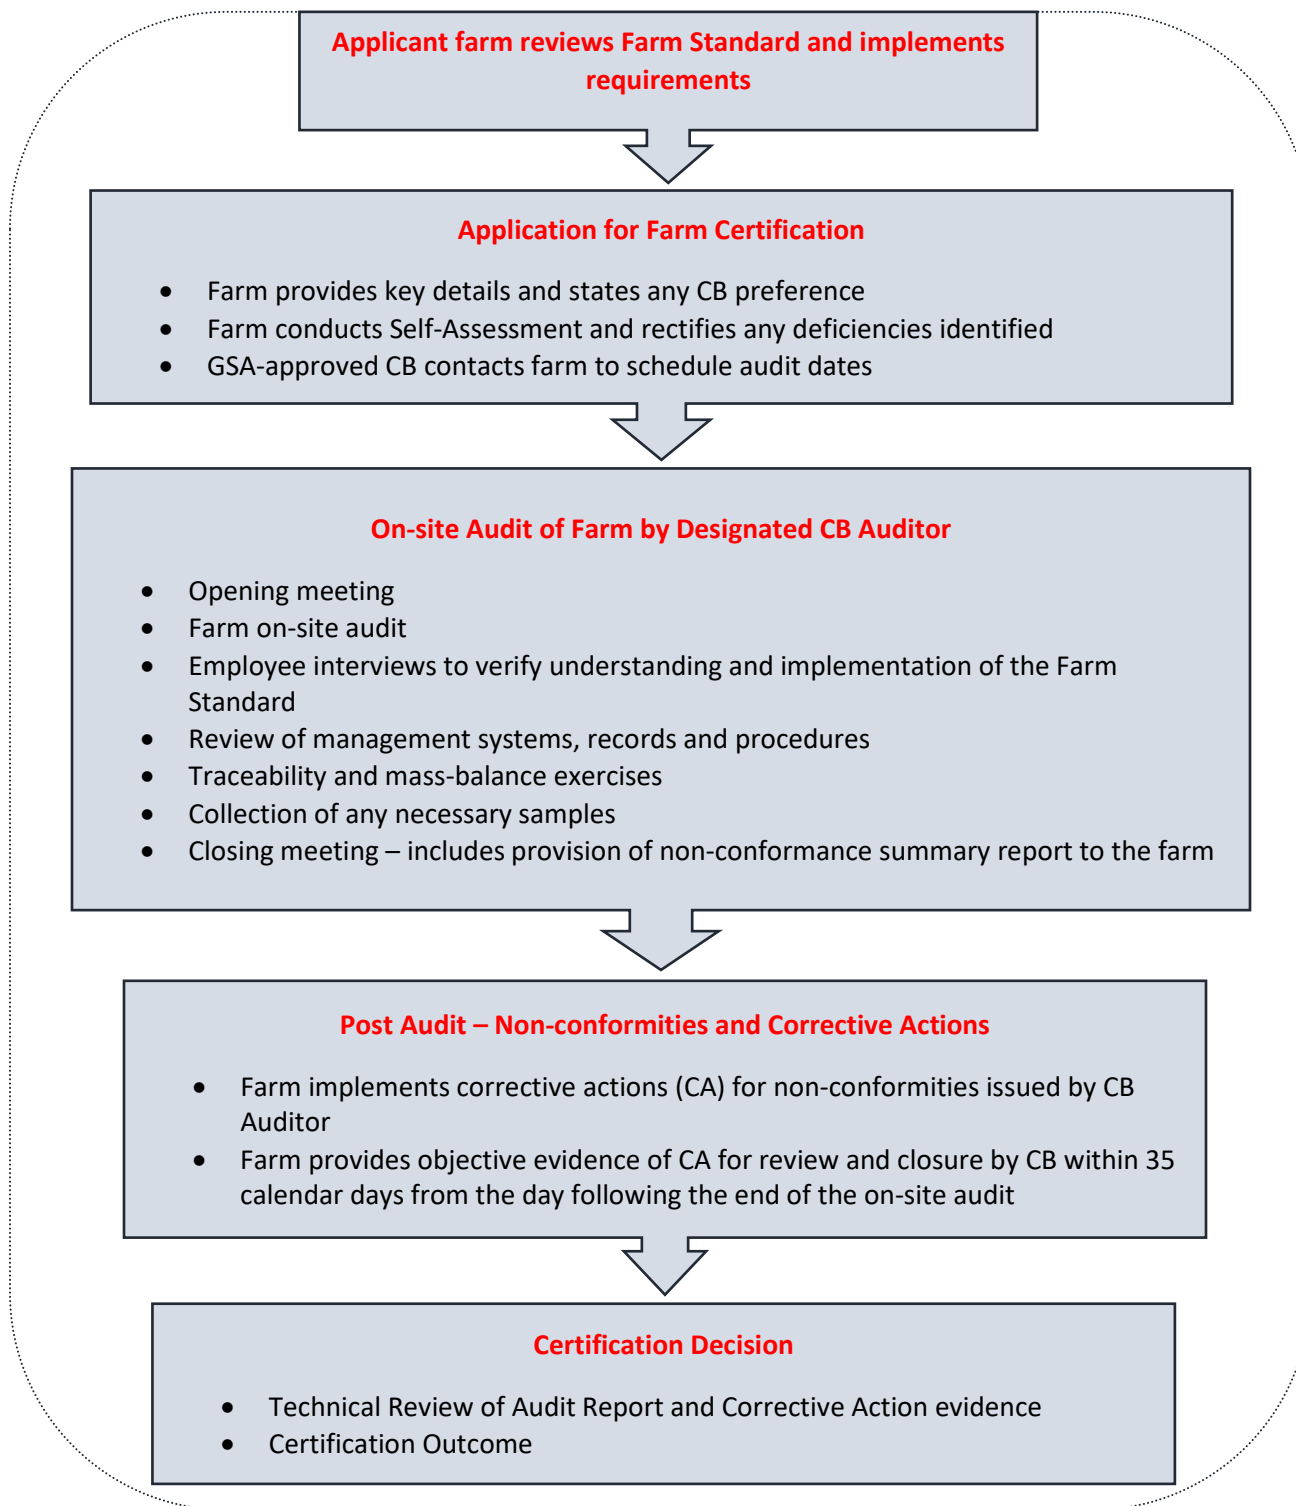 Applicant farm reviews Farm Standard and implements
requirements
Application for Farm Certification
• Farm provides key details and states any CB preference
• Farm conducts Self-Assessment and rectifies any deficiencies identified
• GSA-approved CB contacts farm to schedule audit dates
On-site Audit of Farm by Designated CB Auditor
• Opening meeting
• Farm on-site audit
• Employee interviews to verify understanding and implementation of the Farm
Standard
• Review of management systems, records and procedures
• Traceability and mass-balance exercises
• Collection of any necessary samples
• Closing meeting – includes provision of non-conformance summary report to the farm
Post Audit – Non-conformities and Corrective Actions
• Farm implements corrective actions (CA) for non-conformities issued by CB
Auditor
• Farm provides objective evidence of CA for review and closure by CB within 35
calendar days from the day following the end of the on-site audit
Certification Decision
• Technical Review of Audit Report and Corrective Action evidence
• Certification Outcome